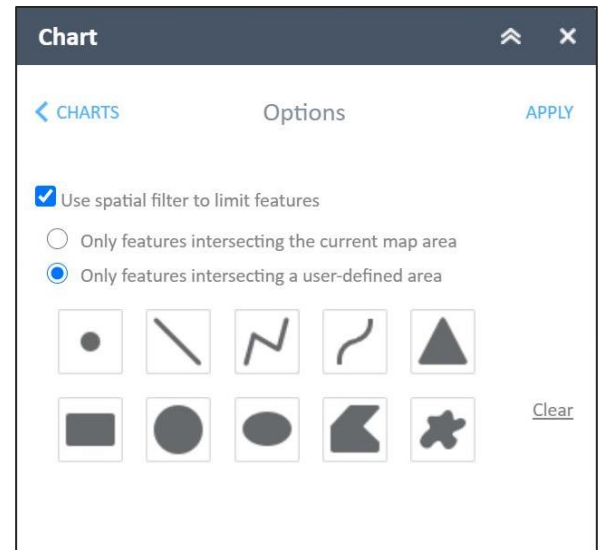 Chart
CHARTS Options APPLY
Use spatial filter to limit features
Only features intersecting the current map area
Only features intersecting a user-defined area
Clear